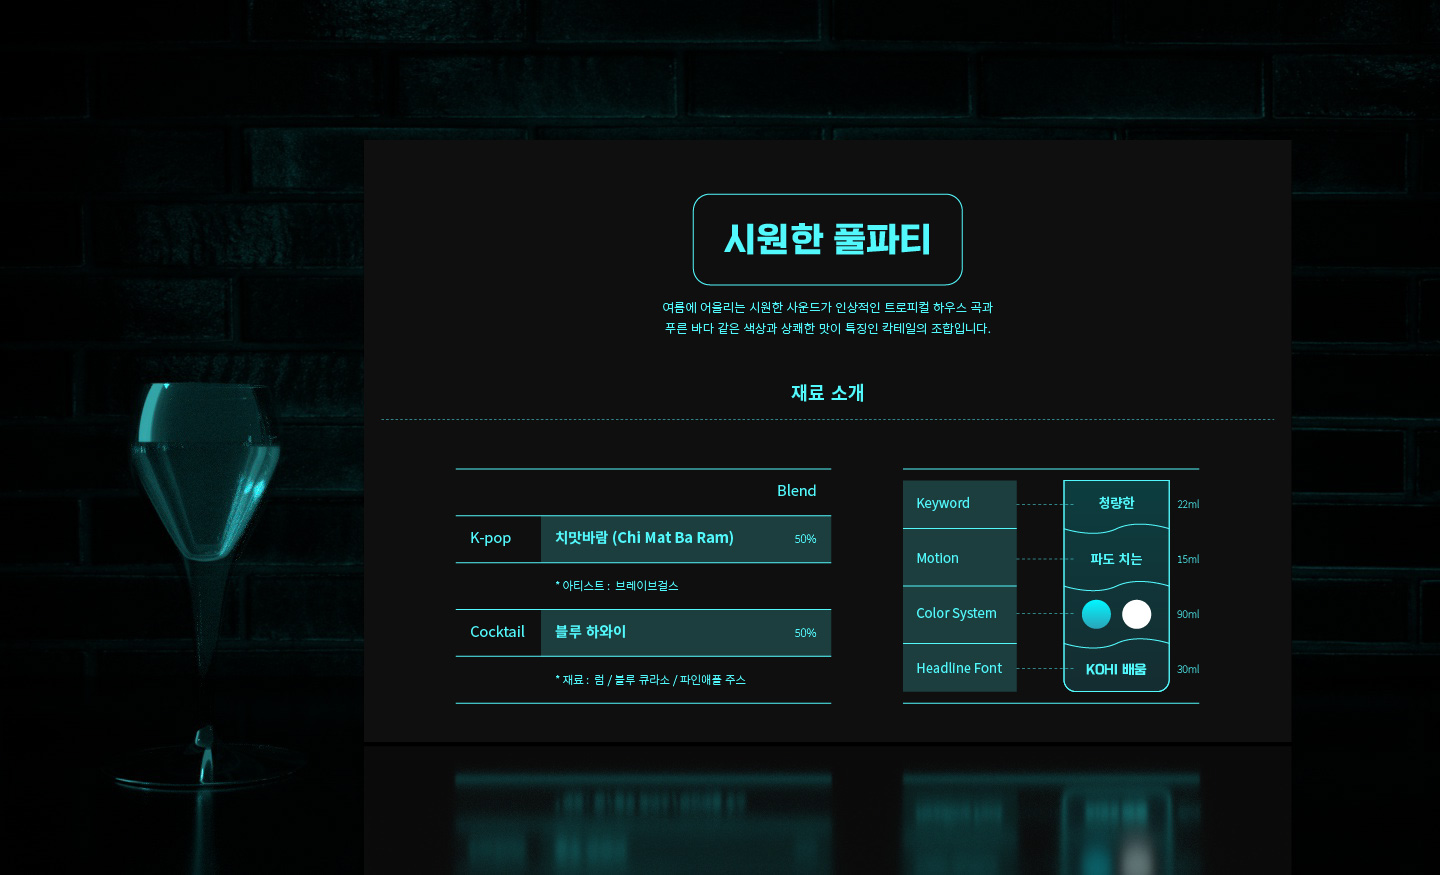 시원한 풀파티
여름에 어울리는 시원한 사운드가 인상적인 트로피컬 하우스 곡과
푸른 바다 같은 색상과 상쾌한 맛이 특징인 칵테일의 조합입니다.
재료 소개
Blend
K-pop 치맛바람 (Chi Mat Ba Ram) 50%
* 아티스트 : 브레이브걸스
Cocktail 블루 하와이 50%
* 재료 : 럼 / 블루 큐라소 / 파인애플 주스
Keyword 청량한 22ml
Motion 파도 치는 15ml
Color System 90ml
Headline Font KOHI 배움 30ml